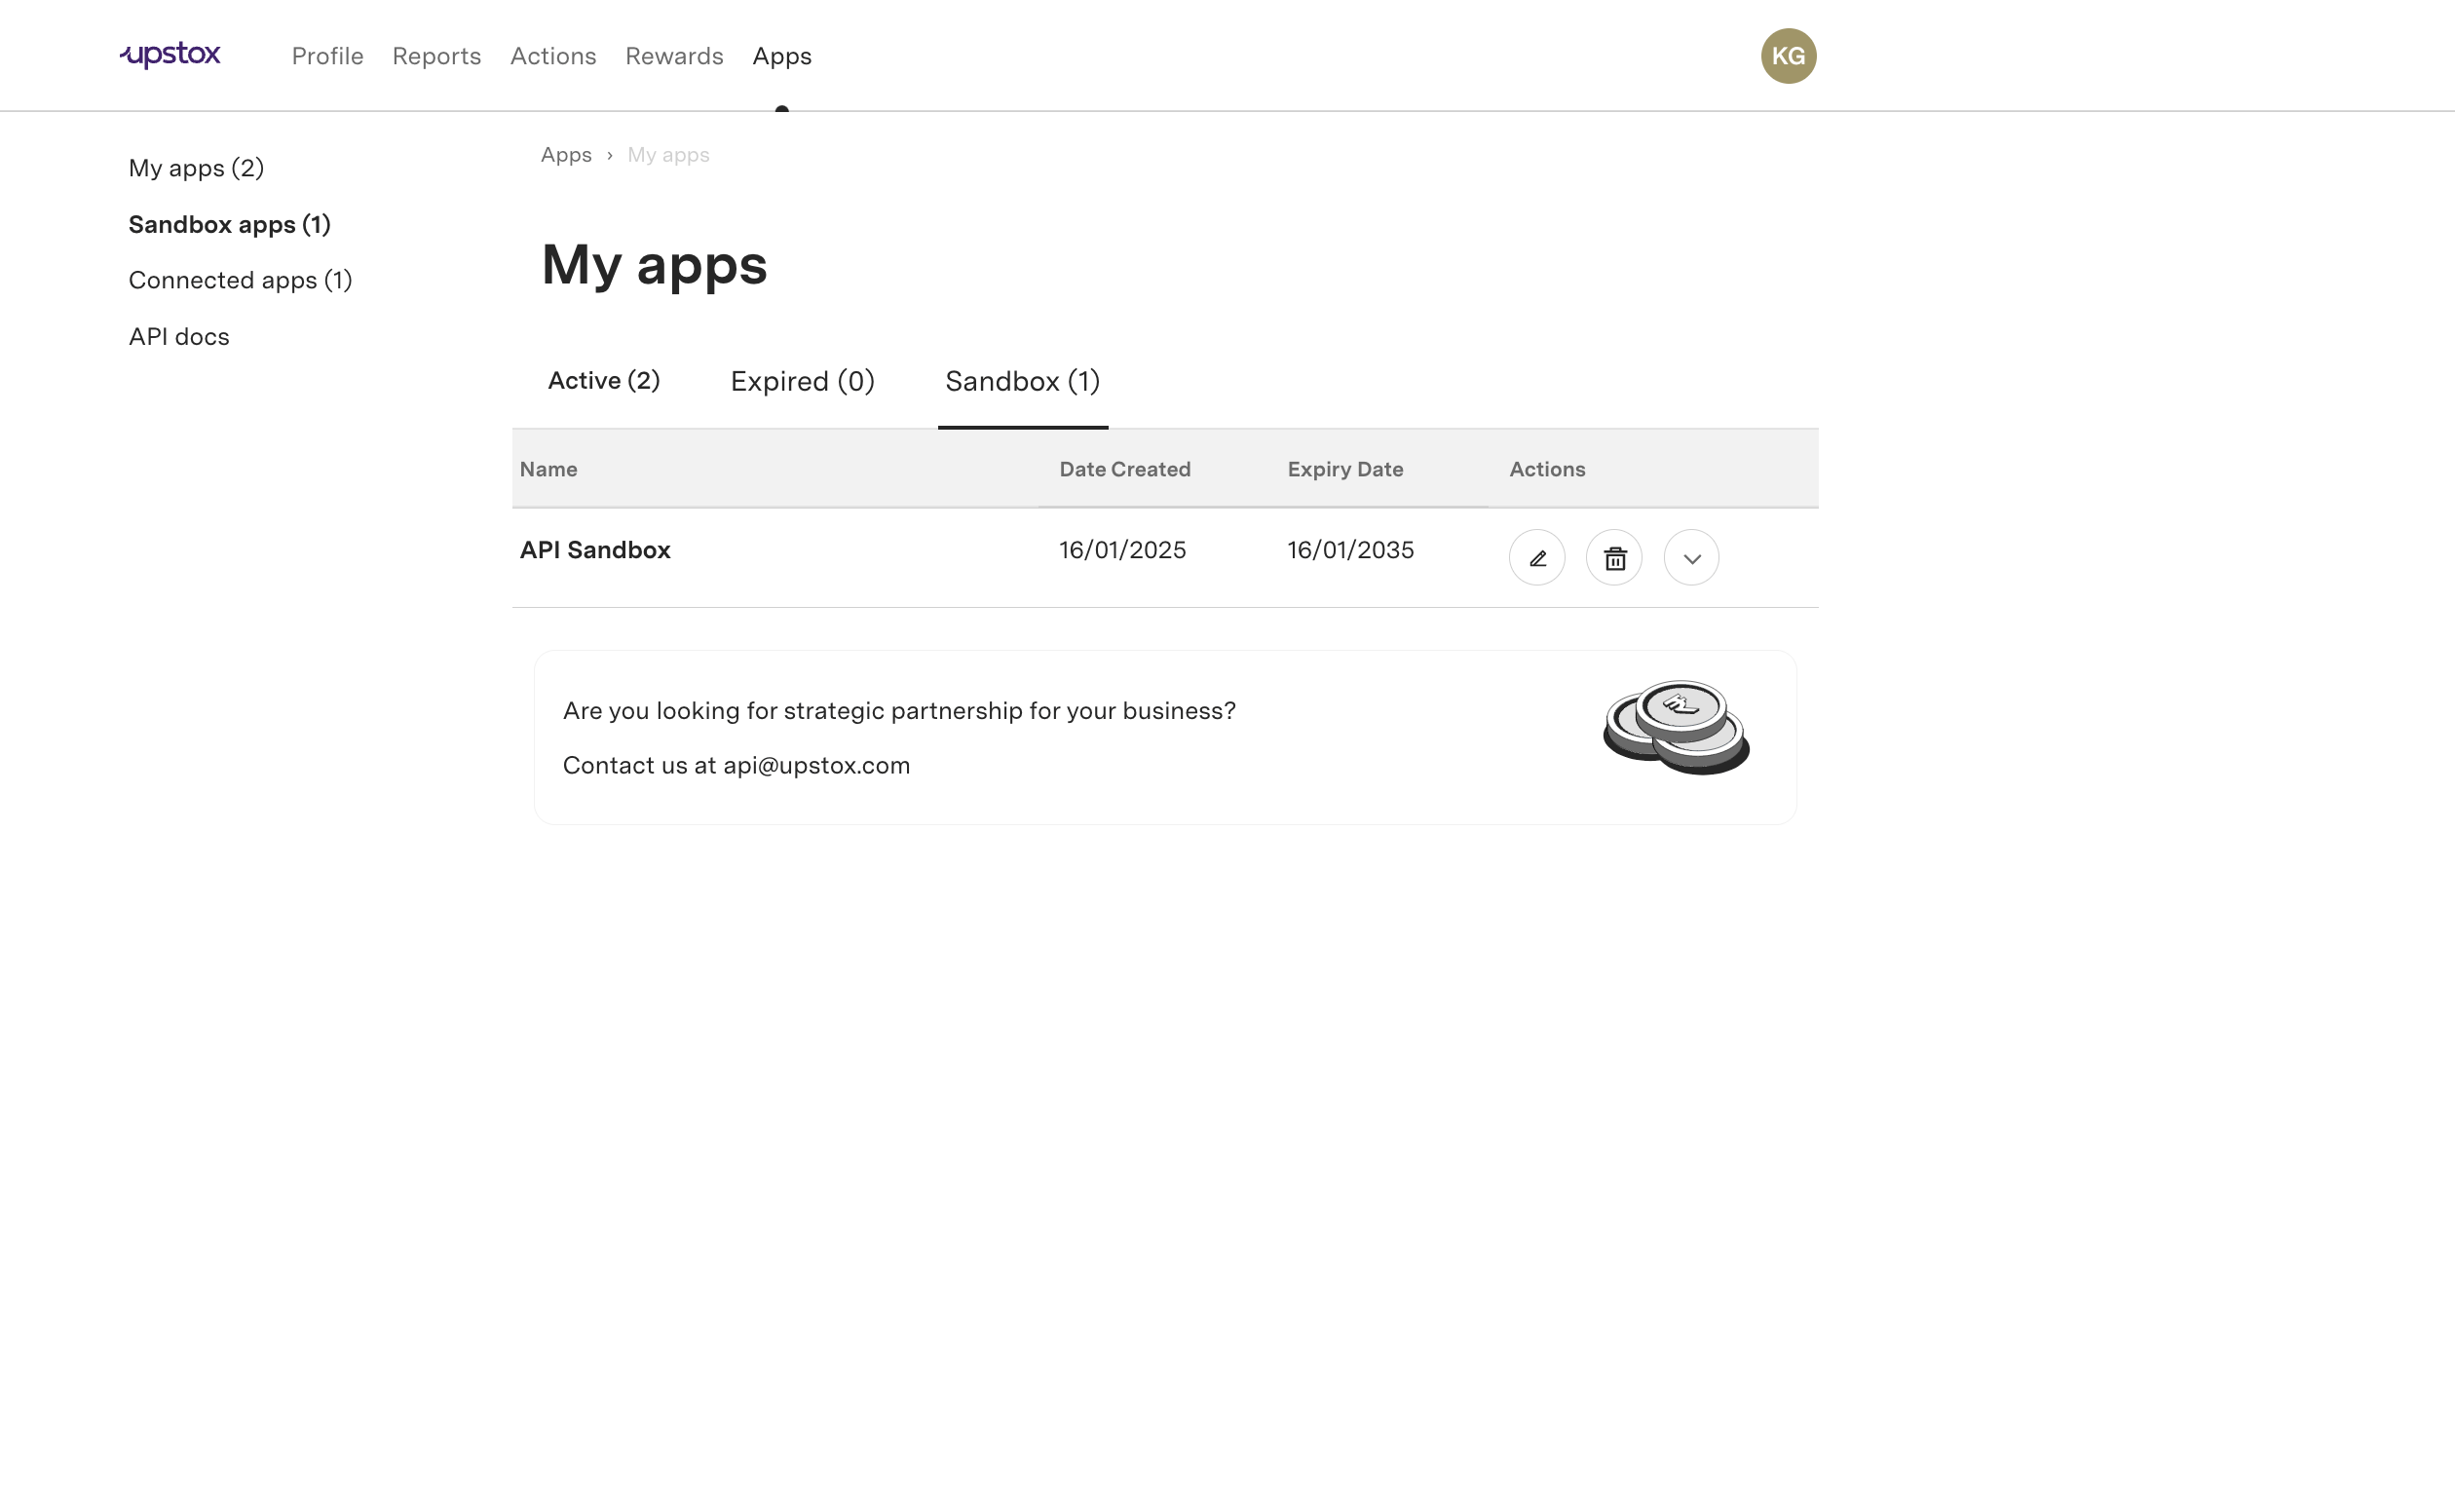 upstox Profile Reports Actions Rewards Apps KG
My apps (2)
Sandbox apps (1)
Connected apps (1)
API docs
Apps › My apps
My apps
Active (2) Expired (0) Sandbox (1)
Name Date Created Expiry Date Actions
API Sandbox 16/01/2025 16/01/2035
Are you looking for strategic partnership for your business?
Contact us at api@upstox.com